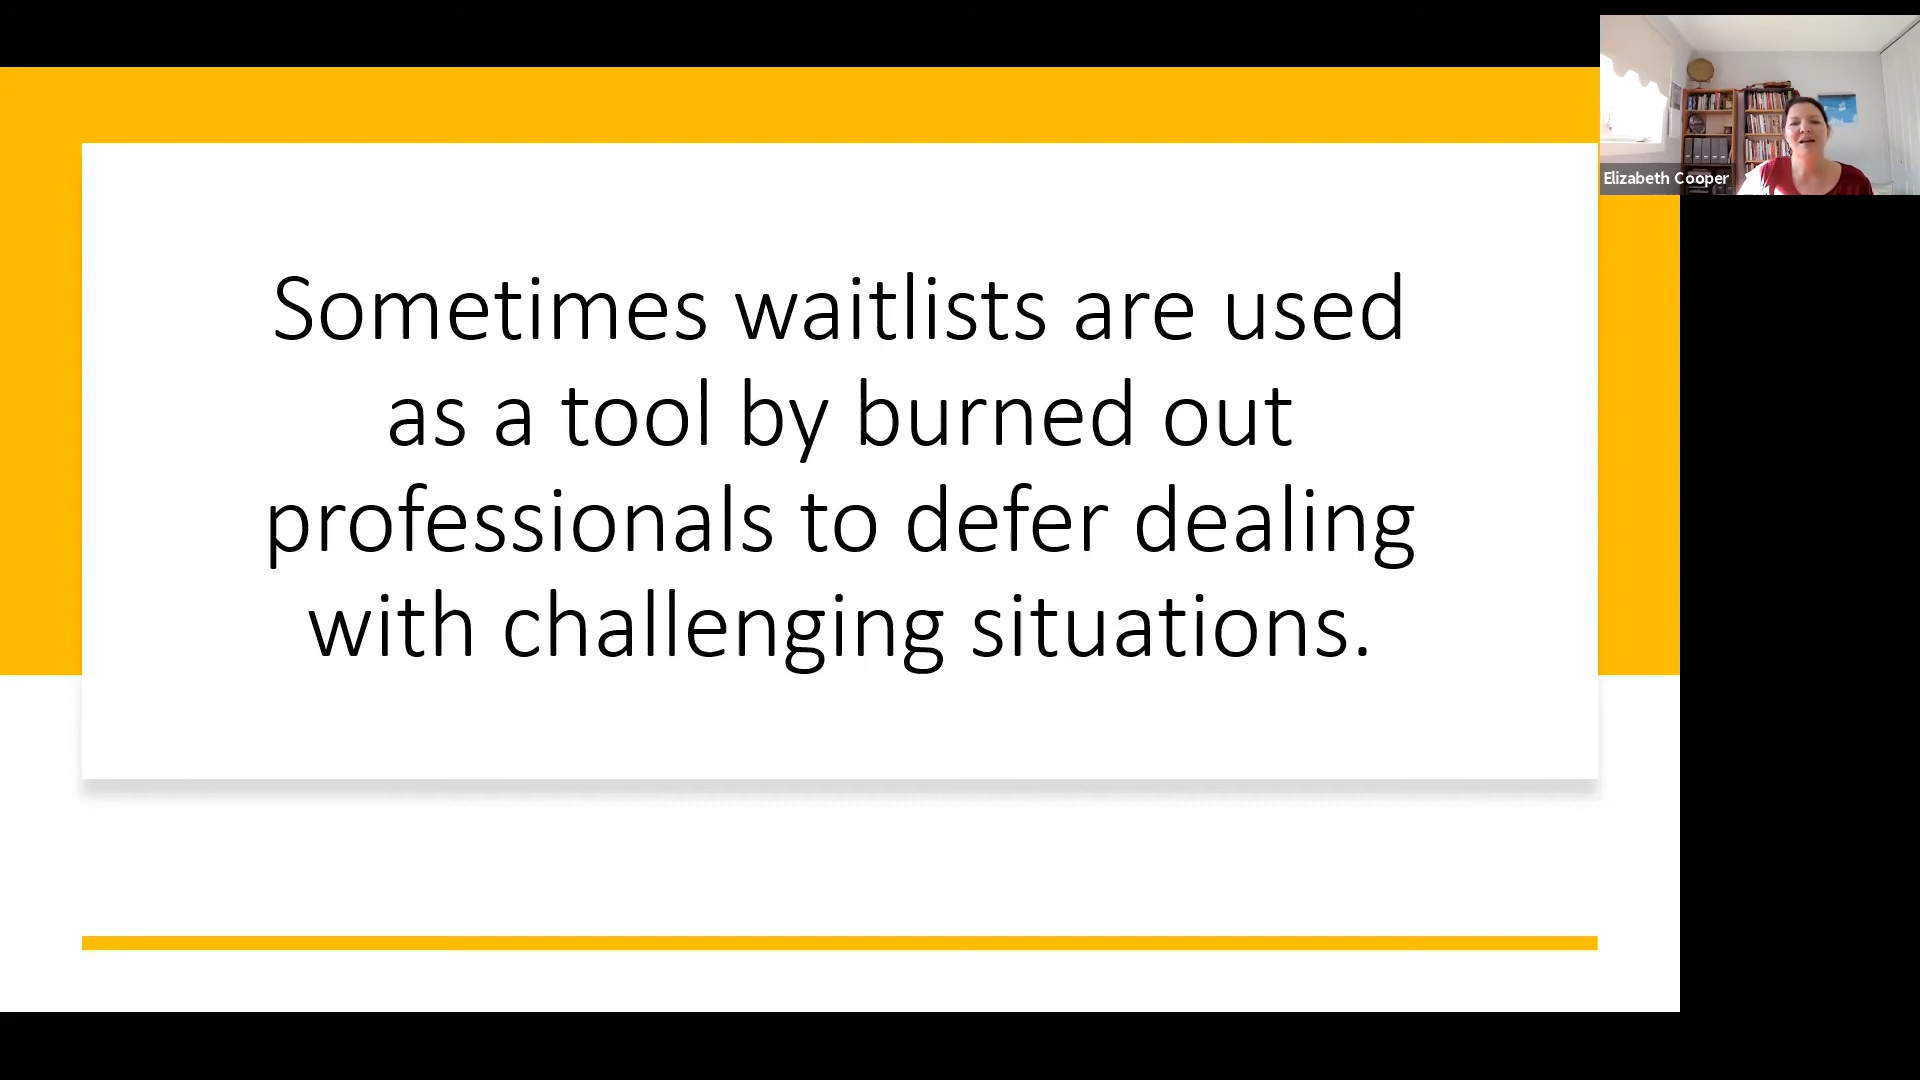 Sometimes waitlists are used
as a tool by burned out
professionals to defer dealing
with challenging situations.
Elizabeth Cooper